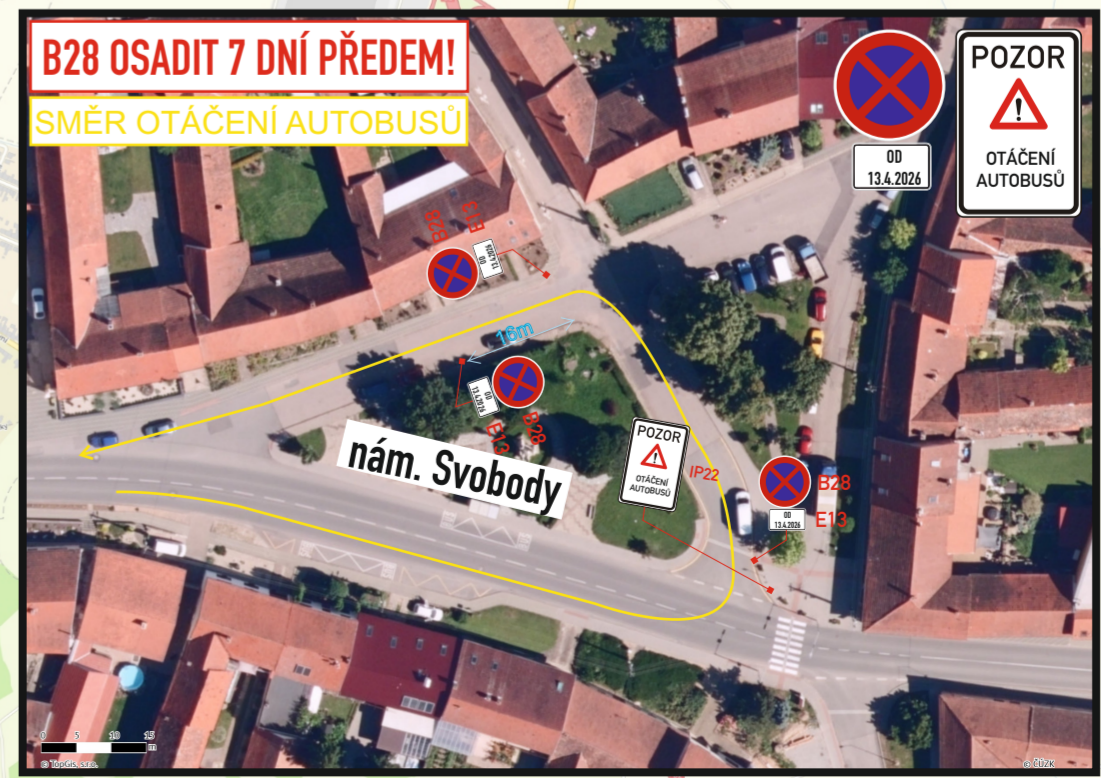 B28 OSADIT 7 DNÍ PŘEDEM!
SMĚR OTÁČENÍ AUTOBUSŮ
OD
13.4.2026
POZOR
!
OTÁČENÍ
AUTOBUSŮ
B28
E13
OD
13.4.2026
16m
OD
13.4.2026
E13
B28
nám. Svobody
POZOR
!
OTÁČENÍ
AUTOBUSŮ
IP22
B28
OD
13.4.2026
E13
0 5 10 15
m
© TopGis, s.r.o.
© ČÚZK